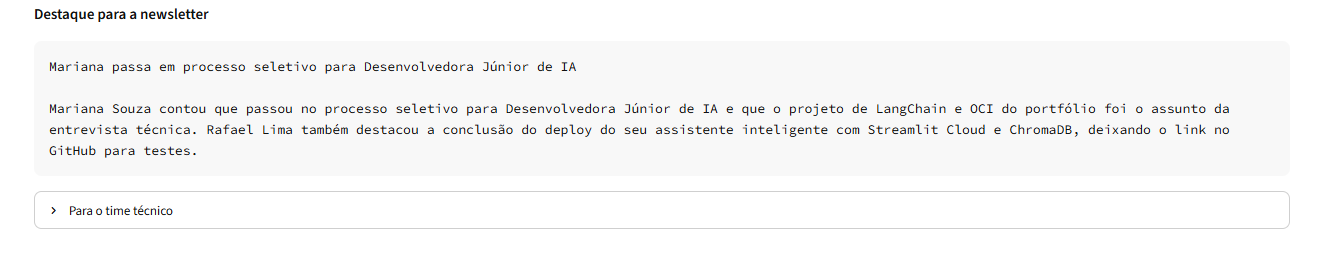 Destaque para a newsletter
Mariana passa em processo seletivo para Desenvolvedora Júnior de IA
Mariana Souza contou que passou no processo seletivo para Desenvolvedora Júnior de IA e que o projeto de LangChain e OCI do portfólio foi o assunto da
entrevista técnica. Rafael Lima também destacou a conclusão do deploy do seu assistente inteligente com Streamlit Cloud e ChromaDB, deixando o link no
GitHub para testes.
Para o time técnico